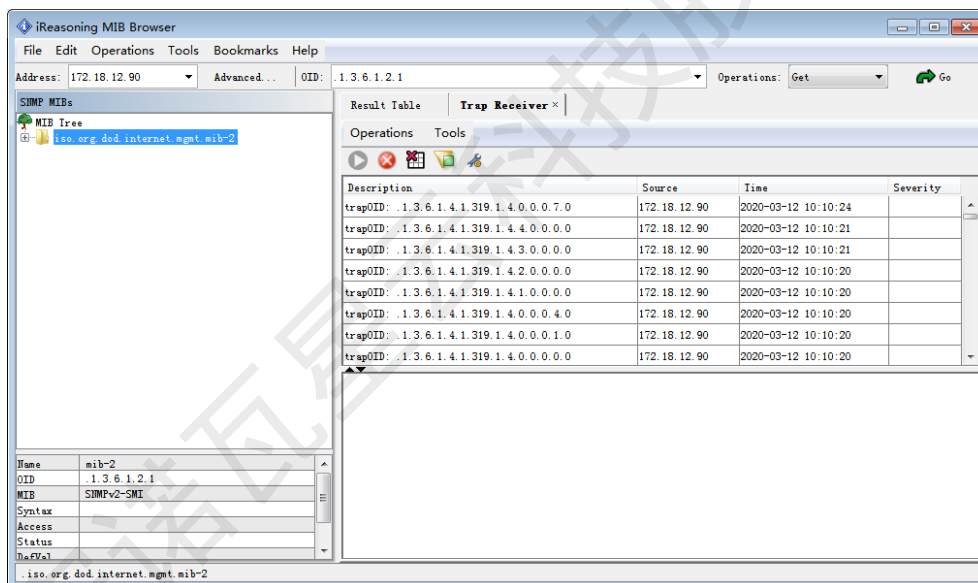 iReasoning MIB Browser
File Edit Operations Tools Bookmarks Help
Address: 172.18.12.90 Advanced... OID: .1.3.6.1.2.1 Operations: Get Go
SNMP MIBs
MIB Tree
iso.org.dod.internet.mgmt.mib-2
Result Table Trap Receiver ×
Operations Tools
Description Source Time Severity
trapOID: .1.3.6.1.4.1.319.1.4.0.0.0.7.0 172.18.12.90 2020-03-12 10:10:24
trapOID: .1.3.6.1.4.1.319.1.4.4.0.0.0.0 172.18.12.90 2020-03-12 10:10:21
trapOID: .1.3.6.1.4.1.319.1.4.3.0.0.0.0 172.18.12.90 2020-03-12 10:10:21
trapOID: .1.3.6.1.4.1.319.1.4.2.0.0.0.0 172.18.12.90 2020-03-12 10:10:20
trapOID: .1.3.6.1.4.1.319.1.4.1.0.0.0.0 172.18.12.90 2020-03-12 10:10:20
trapOID: .1.3.6.1.4.1.319.1.4.0.0.0.4.0 172.18.12.90 2020-03-12 10:10:20
trapOID: .1.3.6.1.4.1.319.1.4.0.0.0.1.0 172.18.12.90 2020-03-12 10:10:20
trapOID: .1.3.6.1.4.1.319.1.4.0.0.0.0.0 172.18.12.90 2020-03-12 10:10:20
Name mib-2
OID .1.3.6.1.2.1
MIB SNMPv2-SMI
Syntax
Access
Status
DefVal
.iso.org.dod.internet.mgmt.mib-2
诺瓦星云科技